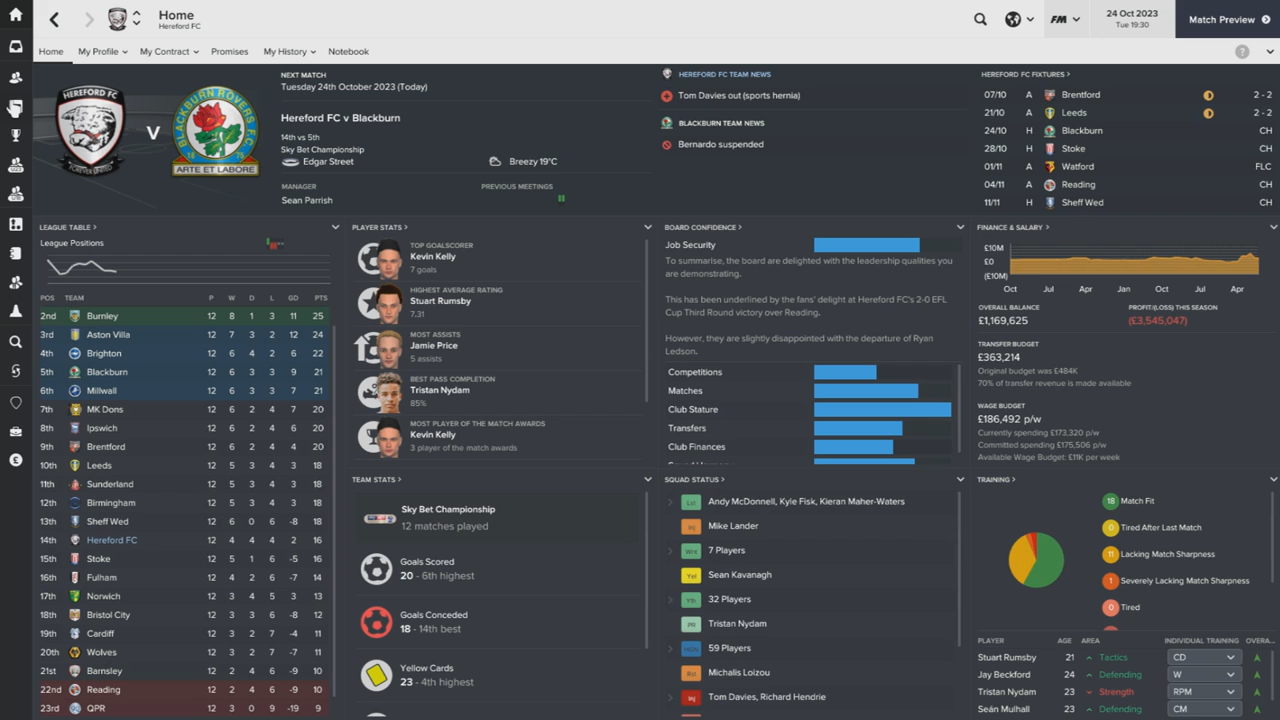 Home
Hereford FC
FM
24 Oct 2023
Tue 19:30
Match Preview
Home
My Profile
My Contract
Promises
My History
Notebook
?
HEREFORD FC
FOREVER UNITED
V
BLACKBURN ROVERS F.C.
ARTE ET LABORE
NEXT MATCH
Tuesday 24th October 2023 (Today)
Hereford FC v Blackburn
14th vs 5th
Sky Bet Championship
Edgar Street
Breezy 19°C
MANAGER
Sean Parrish
PREVIOUS MEETINGS
HEREFORD FC TEAM NEWS
Tom Davies out (sports hernia)
BLACKBURN TEAM NEWS
Bernardo suspended
HEREFORD FC FIXTURES >
07/10 A Brentford 2 - 2
21/10 A Leeds 2 - 2
24/10 H Blackburn CH
28/10 H Stoke CH
01/11 A Watford FLC
04/11 A Reading CH
11/11 H Sheff Wed CH
LEAGUE TABLE >
League Positions
POS TEAM P W D L GD PTS
2nd Burnley 12 8 1 3 11 25
3rd Aston Villa 12 7 3 2 12 24
4th Brighton 12 6 4 2 6 22
5th Blackburn 12 6 3 3 9 21
6th Millwall 12 6 3 3 7 21
7th MK Dons 12 6 2 4 7 20
8th Ipswich 12 6 2 4 6 20
9th Brentford 12 6 2 4 4 20
10th Leeds 12 5 3 4 3 18
11th Sunderland 12 5 3 4 3 18
12th Birmingham 12 5 3 4 3 18
13th Sheff Wed 12 6 0 6 -8 18
14th Hereford FC 12 4 4 4 2 16
15th Stoke 12 5 1 6 -5 16
16th Fulham 12 4 2 6 -7 14
17th Norwich 12 3 4 5 3 13
18th Bristol City 12 3 3 6 -8 12
19th Cardiff 12 3 2 7 -4 11
20th Wolves 12 3 2 7 -7 11
21st Barnsley 12 2 4 6 -9 10
22nd Reading 12 2 4 6 -9 10
23rd QPR 12 3 0 9 -19 9
PLAYER STATS >
TOP GOALSCORER
Kevin Kelly
7 goals
HIGHEST AVERAGE RATING
Stuart Rumsby
7.31
MOST ASSISTS
Jamie Price
5 assists
BEST PASS COMPLETION
Tristan Nydam
85%
MOST PLAYER OF THE MATCH AWARDS
Kevin Kelly
3 player of the match awards
TEAM STATS >
Sky Bet Championship
12 matches played
Goals Scored
20 - 6th highest
Goals Conceded
18 - 14th best
Yellow Cards
23 - 4th highest
BOARD CONFIDENCE >
Job Security
To summarise, the board are delighted with the leadership qualities you
are demonstrating.
This has been underlined by the fans' delight at Hereford FC's 2-0 EFL
Cup Third Round victory over Reading.
However, they are slightly disappointed with the departure of Ryan
Ledson.
Competitions
Matches
Club Stature
Transfers
Club Finances
SQUAD STATUS >
Lst Andy McDonnell, Kyle Fisk, Kieran Maher-Waters
Inj Mike Lander
7 Players
Yel Sean Kavanagh
Yth 32 Players
PR Tristan Nydam
59 Players
Michalis Loizou
Inj Tom Davies, Richard Hendrie
FINANCE & SALARY >
£10M
£0
(£10M)
Oct Jul Apr Jan Oct Jul Apr
OVERALL BALANCE
£1,169,625
PROFIT/(LOSS) THIS SEASON
(£3,545,047)
TRANSFER BUDGET
£363,214
Original budget was £484K
70% of transfer revenue is made available
WAGE BUDGET
£186,492 p/w
Currently spending £173,320 p/w
Committed spending £175,506 p/w
Available Wage Budget: £11K per week
TRAINING >
18 Match Fit
0 Tired After Last Match
11 Lacking Match Sharpness
1 Severely Lacking Match Sharpness
0 Tired
PLAYER AGE AREA INDIVIDUAL TRAINING OVERA...
Stuart Rumsby 21 Tactics CD
Jay Beckford 24 Defending W
Tristan Nydam 23 Strength RPM
Seán Mulhall 23 Defending CM